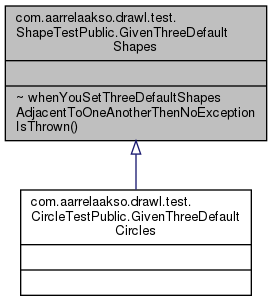 com.aarrelaakso.drawl.test.
ShapeTestPublic.GivenThreeDefault
Shapes
~ whenYouSetThreeDefaultShapes
AdjacentToOneAnotherThenNoException
IsThrown()
com.aarrelaakso.drawl.test.
CircleTestPublic.GivenThreeDefault
Circles